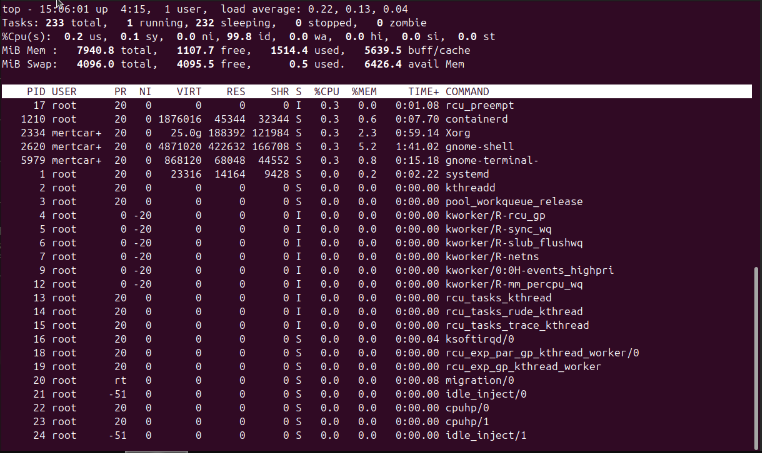 top - 15:06:01 up  4:15,  1 user,  load average: 0.22, 0.13, 0.04
Tasks: 233 total,   1 running, 232 sleeping,   0 stopped,   0 zombie
%Cpu(s):  0.2 us,  0.1 sy,  0.0 ni, 99.8 id,  0.0 wa,  0.0 hi,  0.0 si,  0.0 st
MiB Mem :   7940.8 total,   1107.7 free,   1514.4 used,   5639.5 buff/cache
MiB Swap:   4096.0 total,   4095.5 free,      0.5 used.   6426.4 avail Mem
PID USER      PR  NI    VIRT    RES    SHR S  %CPU  %MEM     TIME+ COMMAND
17 root      20   0       0      0      0 I   0.3   0.0   0:01.08 rcu_preempt
1210 root      20   0 1876016  45344  32344 S   0.3   0.6   0:07.70 containerd
2334 mertcar+  20   0   25.0g 188392 121984 S   0.3   2.3   0:59.14 Xorg
2620 mertcar+  20   0 4871020 422632 166708 S   0.3   5.2   1:41.02 gnome-shell
5979 mertcar+  20   0  868120  68048  44552 S   0.3   0.8   0:15.18 gnome-terminal-
1 root      20   0   23316  14164   9428 S   0.0   0.2   0:02.22 systemd
2 root      20   0       0      0      0 S   0.0   0.0   0:00.00 kthreadd
3 root      20   0       0      0      0 S   0.0   0.0   0:00.00 pool_workqueue_release
4 root       0 -20       0      0      0 I   0.0   0.0   0:00.00 kworker/R-rcu_gp
5 root       0 -20       0      0      0 I   0.0   0.0   0:00.00 kworker/R-sync_wq
6 root       0 -20       0      0      0 I   0.0   0.0   0:00.00 kworker/R-slub_flushwq
7 root       0 -20       0      0      0 I   0.0   0.0   0:00.00 kworker/R-netns
9 root       0 -20       0      0      0 I   0.0   0.0   0:00.00 kworker/0:0H-events_highpri
12 root       0 -20       0      0      0 I   0.0   0.0   0:00.00 kworker/R-mm_percpu_wq
13 root      20   0       0      0      0 I   0.0   0.0   0:00.00 rcu_tasks_kthread
14 root      20   0       0      0      0 I   0.0   0.0   0:00.00 rcu_tasks_rude_kthread
15 root      20   0       0      0      0 I   0.0   0.0   0:00.00 rcu_tasks_trace_kthread
16 root      20   0       0      0      0 S   0.0   0.0   0:00.04 ksoftirqd/0
18 root      20   0       0      0      0 S   0.0   0.0   0:00.00 rcu_exp_par_gp_kthread_worker/0
19 root      20   0       0      0      0 S   0.0   0.0   0:00.00 rcu_exp_gp_kthread_worker
20 root      rt   0       0      0      0 S   0.0   0.0   0:00.08 migration/0
21 root     -51   0       0      0      0 S   0.0   0.0   0:00.00 idle_inject/0
22 root      20   0       0      0      0 S   0.0   0.0   0:00.00 cpuhp/0
23 root      20   0       0      0      0 S   0.0   0.0   0:00.00 cpuhp/1
24 root     -51   0       0      0      0 S   0.0   0.0   0:00.00 idle_inject/1